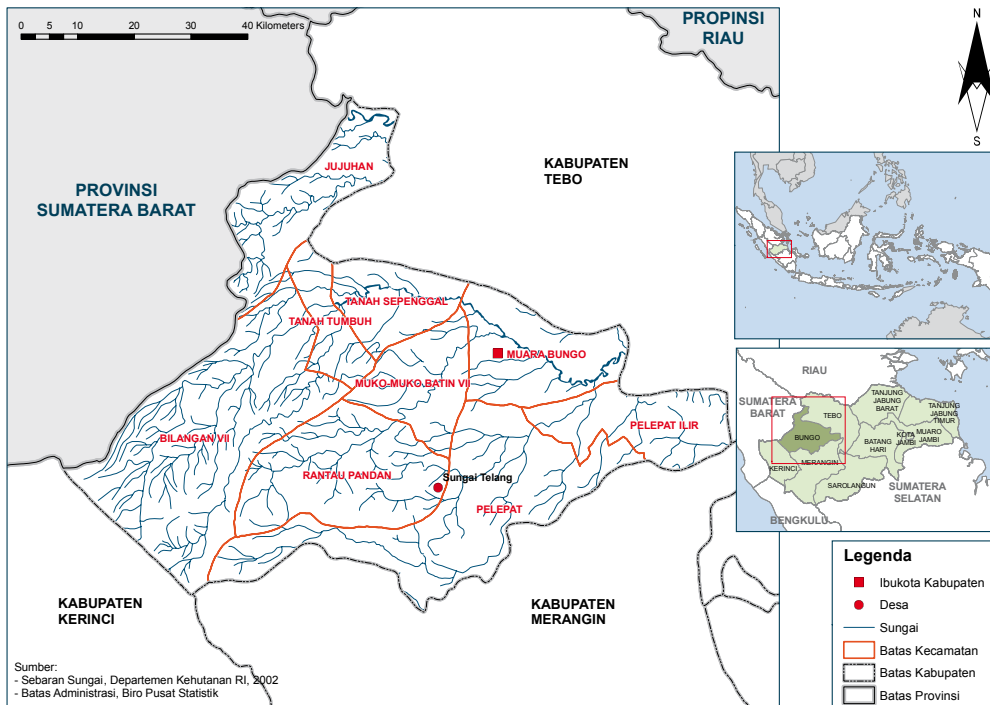 0 5 10 20 30 40 Kilometers
PROPINSI
RIAU
N
S
JUJUHAN
KABUPATEN
TEBO
PROVINSI
SUMATERA BARAT
TANAH SEPENGGAL
TANAH TUMBUH
MUARA BUNGO
MUKO-MUKO BATIN VII
BILANGAN VII
PELEPAT ILIR
RANTAU PANDAN
Sungai Telang
PELEPAT
KABUPATEN
KERINCI
KABUPATEN
MERANGIN
Sumber:
- Sebaran Sungai, Departemen Kehutanan RI, 2002
- Batas Administrasi, Biro Pusat Statistik
RIAU
SUMATERA
BARAT
TEBO
TANJUNG
JABUNG
BARAT
TANJUNG
JABUNG
TIMUR
BUNGO
BATANG
HARI
KOTA
JAMBI
MUARO
JAMBI
KERINCI
MERANGIN
SAROLANGUN
SUMATERA
SELATAN
BENGKULU
Legenda
Ibukota Kabupaten
Desa
Sungai
Batas Kecamatan
Batas Kabupaten
Batas Provinsi